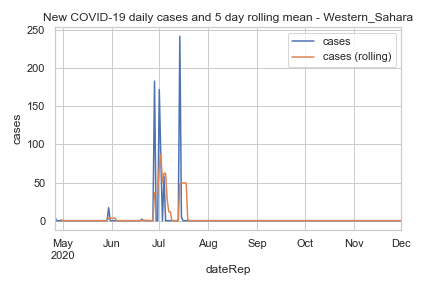 New COVID-19 daily cases and 5 day rolling mean - Western_Sahara
250
200
150
100
50
0
cases
cases
cases (rolling)
May
2020
Jun
Jul
Aug
Sep
Oct
Nov
Dec
dateRep